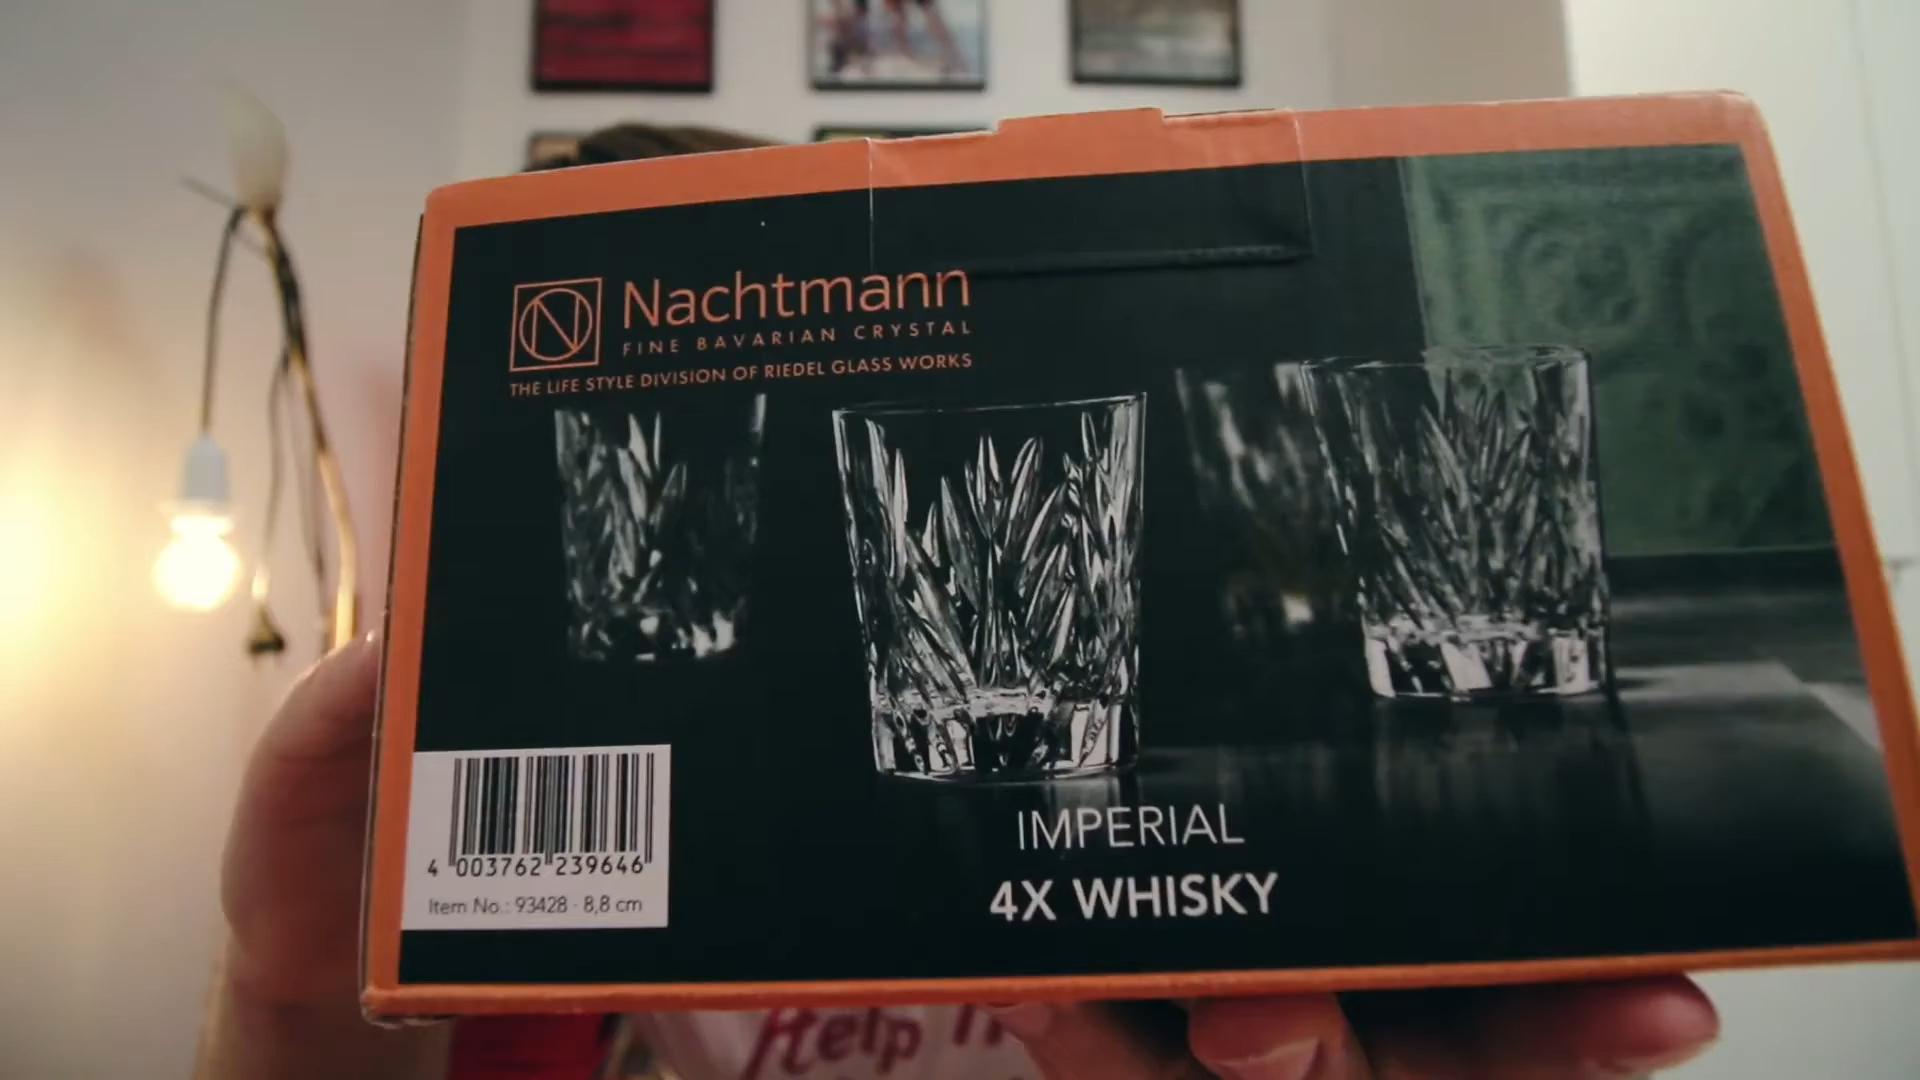 Nachtmann
FINE BAVARIAN CRYSTAL
THE LIFE STYLE DIVISION OF RIEDEL GLASS WORKS
4 003762 239646
Item No.: 93428 · 8,8 cm
IMPERIAL
4X WHISKY
Help